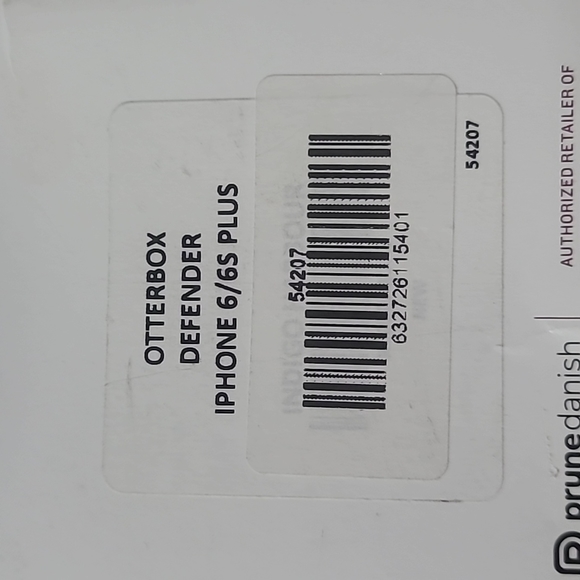 OTTERBOX
DEFENDER
IPHONE 6/6S PLUS
54207
632726115401
54207
AUTHORIZED RETAILER OF
prunedanish